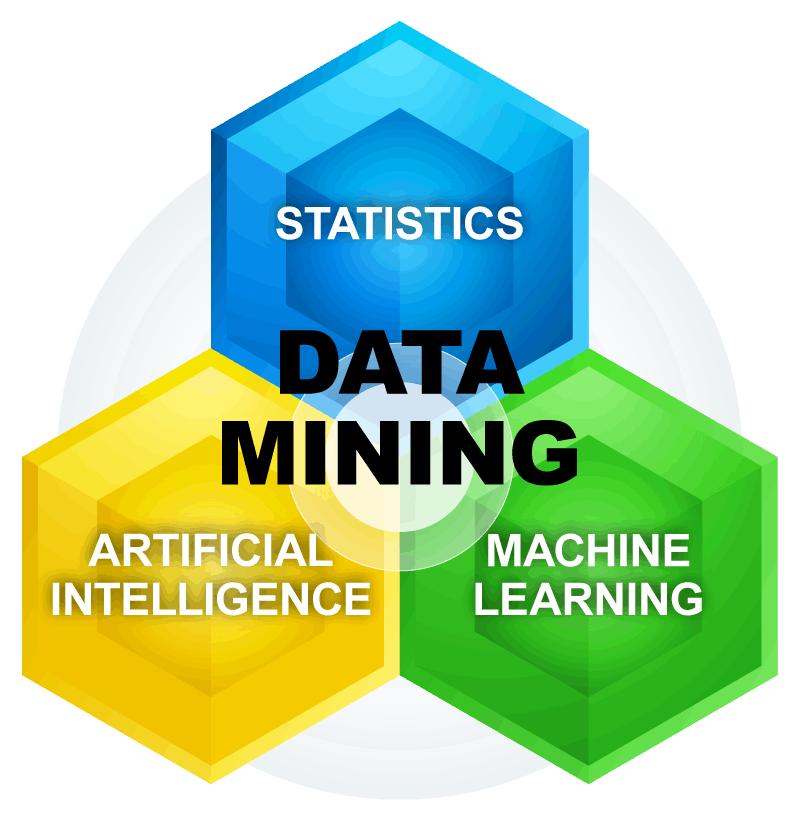 STATISTICS
DATA
MINING
ARTIFICIAL
INTELLIGENCE
MACHINE
LEARNING